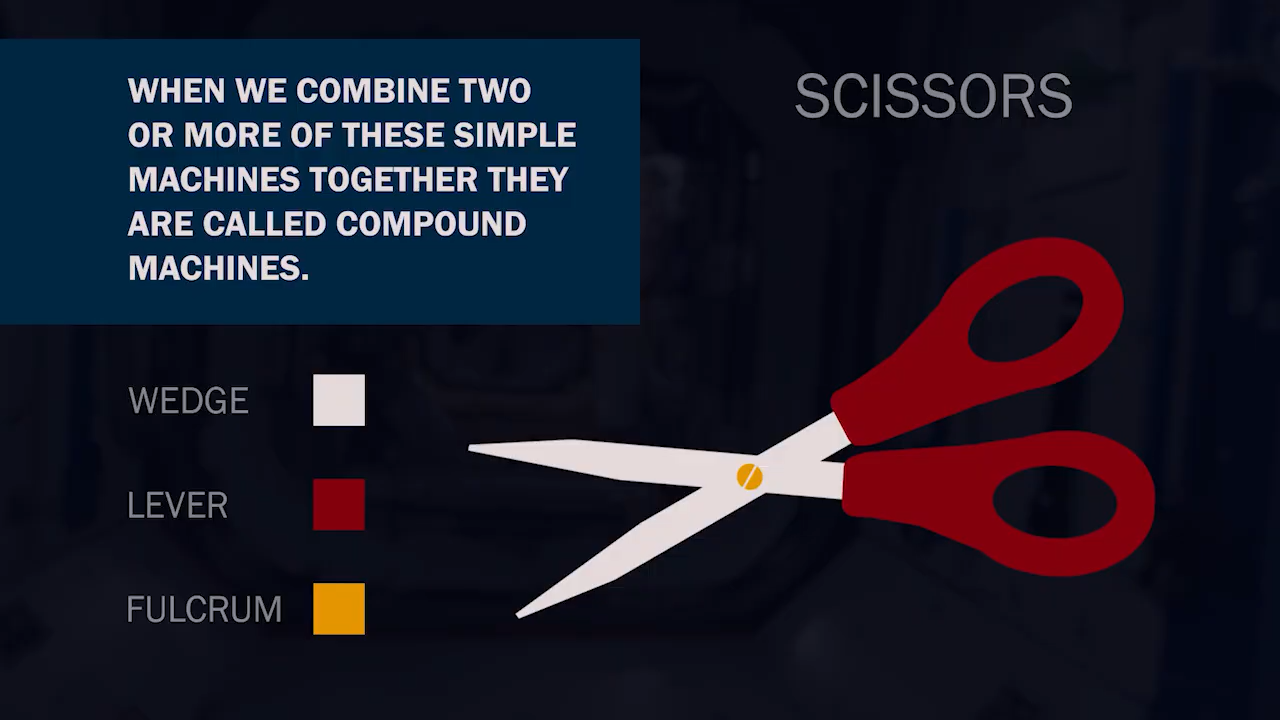 WHEN WE COMBINE TWO
OR MORE OF THESE SIMPLE
MACHINES TOGETHER THEY
ARE CALLED COMPOUND
MACHINES.
SCISSORS
WEDGE
LEVER
FULCRUM